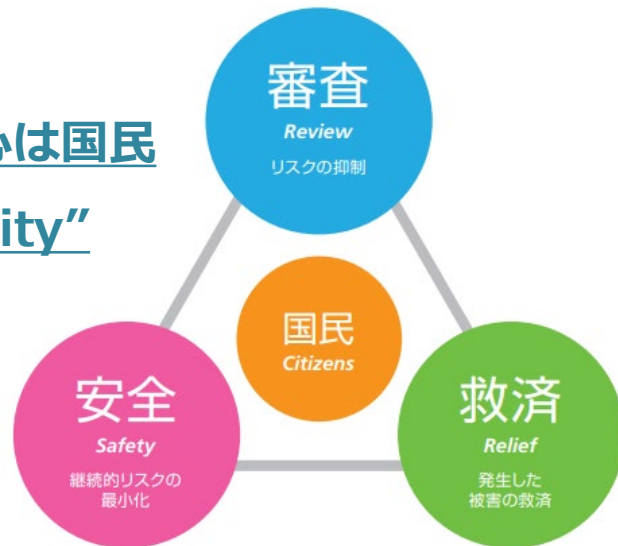 は国民
ity”
審査
Review
リスクの抑制
国民
Citizens
安全
Safety
継続的リスクの
最小化
救済
Relief
発生した
被害の救済